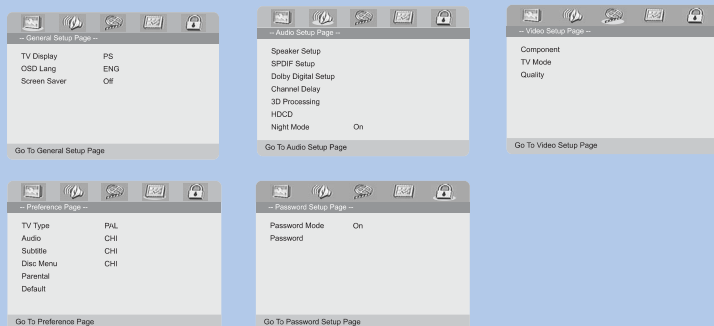 -- General Setup Page --
TV Display PS
OSD Lang ENG
Screen Saver Off
Go To General Setup Page
-- Audio Setup Page --
Speaker Setup
SPDIF Setup
Dolby Digital Setup
Channel Delay
3D Processing
HDCD
Night Mode On
Go To Audio Setup Page
-- Video Setup Page --
Component
TV Mode
Quality
Go To Video Setup Page
-- Preference Page --
TV Type PAL
Audio CHI
Subtitle CHI
Disc Menu CHI
Parental
Default
Go To Preference Page
-- Password Setup Page --
Password Mode On
Password
Go To Password Setup Page